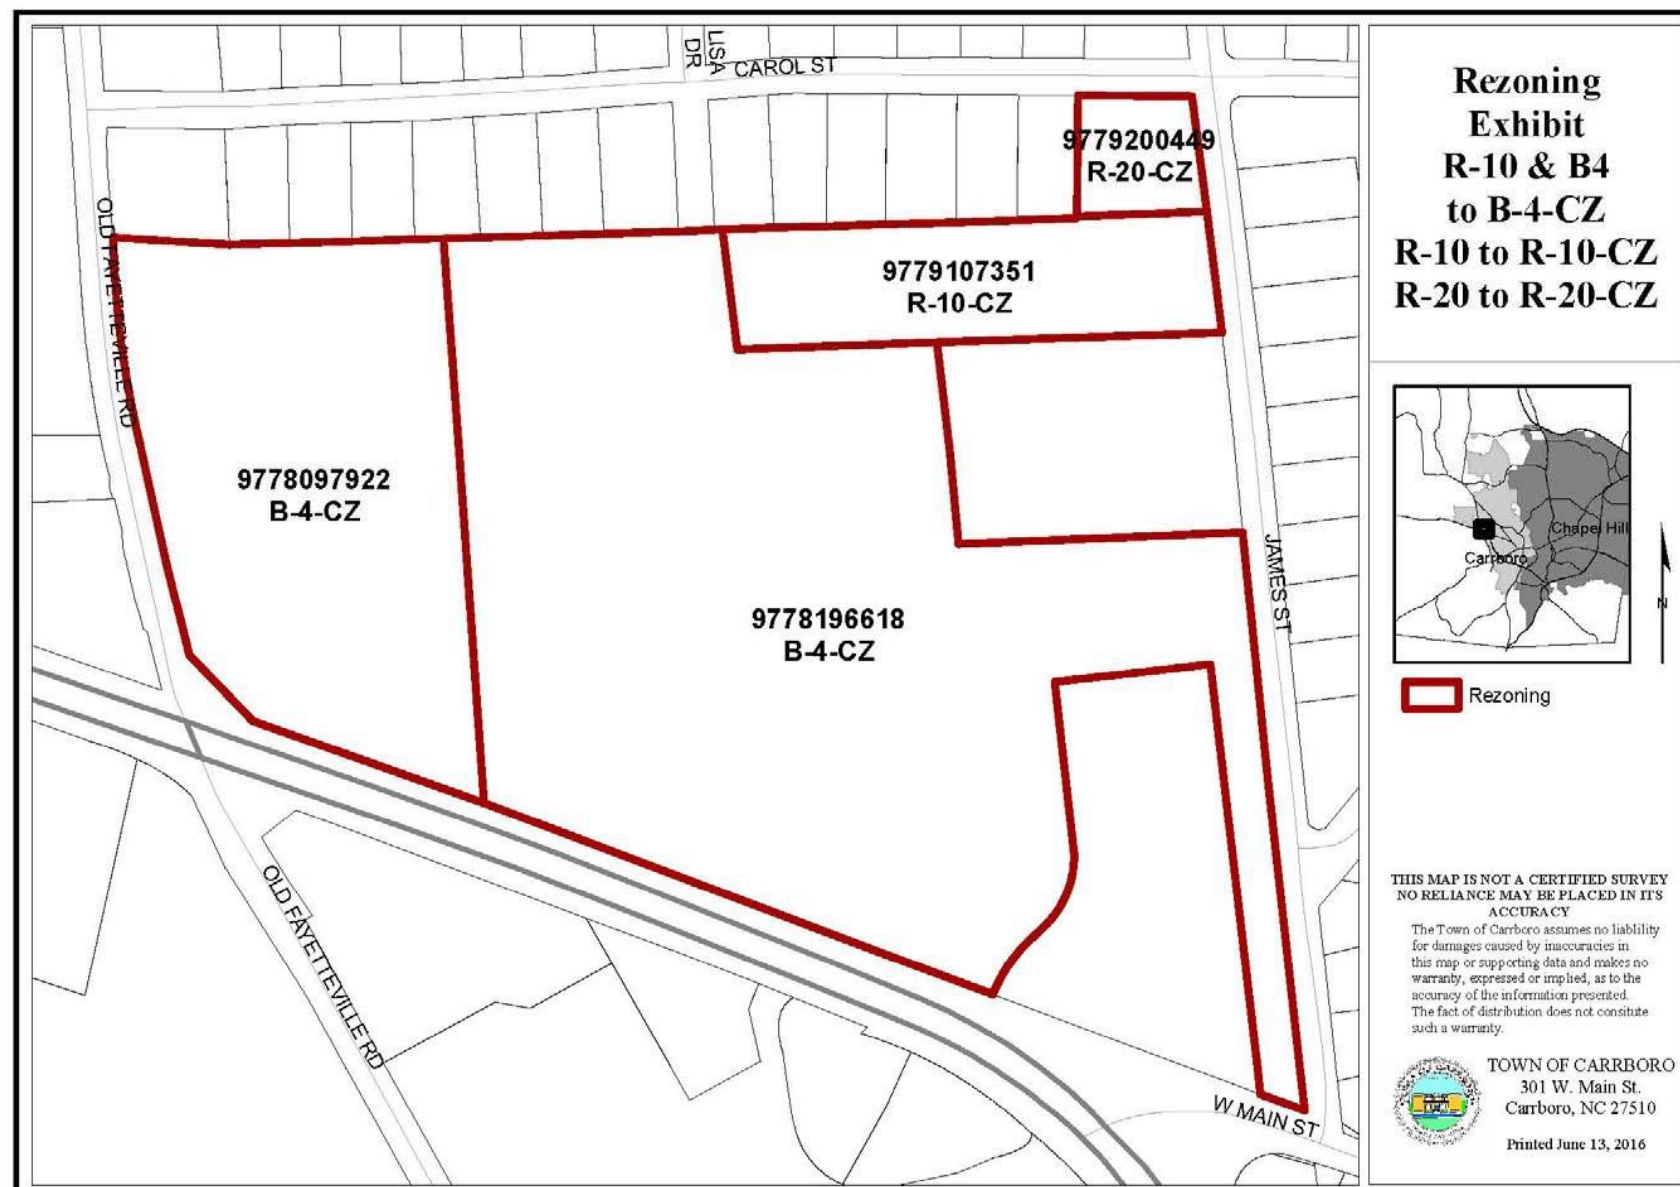 LISA
DR
CAROL ST
9779200449
R-20-CZ
OLD FAYETTEVILLE RD
9779107351
R-10-CZ
9778097922
B-4-CZ
9778196618
B-4-CZ
JAMES ST
OLD FAYETTEVILLE RD
W MAIN ST
Rezoning
Exhibit
R-10 & B4
to B-4-CZ
R-10 to R-10-CZ
R-20 to R-20-CZ
Chapel Hill
Carrboro
N
Rezoning
THIS MAP IS NOT A CERTIFIED SURVEY
NO RELIANCE MAY BE PLACED IN ITS
ACCURACY
The Town of Carrboro assumes no liablility
for damages caused by inaccuracies in
this map or supporting data and makes no
warranty, expressed or implied, as to the
accuracy of the information presented.
The fact of distribution does not consitute
such a warranty.
TOWN OF CARRBORO
301 W. Main St.
Carrboro, NC 27510
Printed June 13, 2016